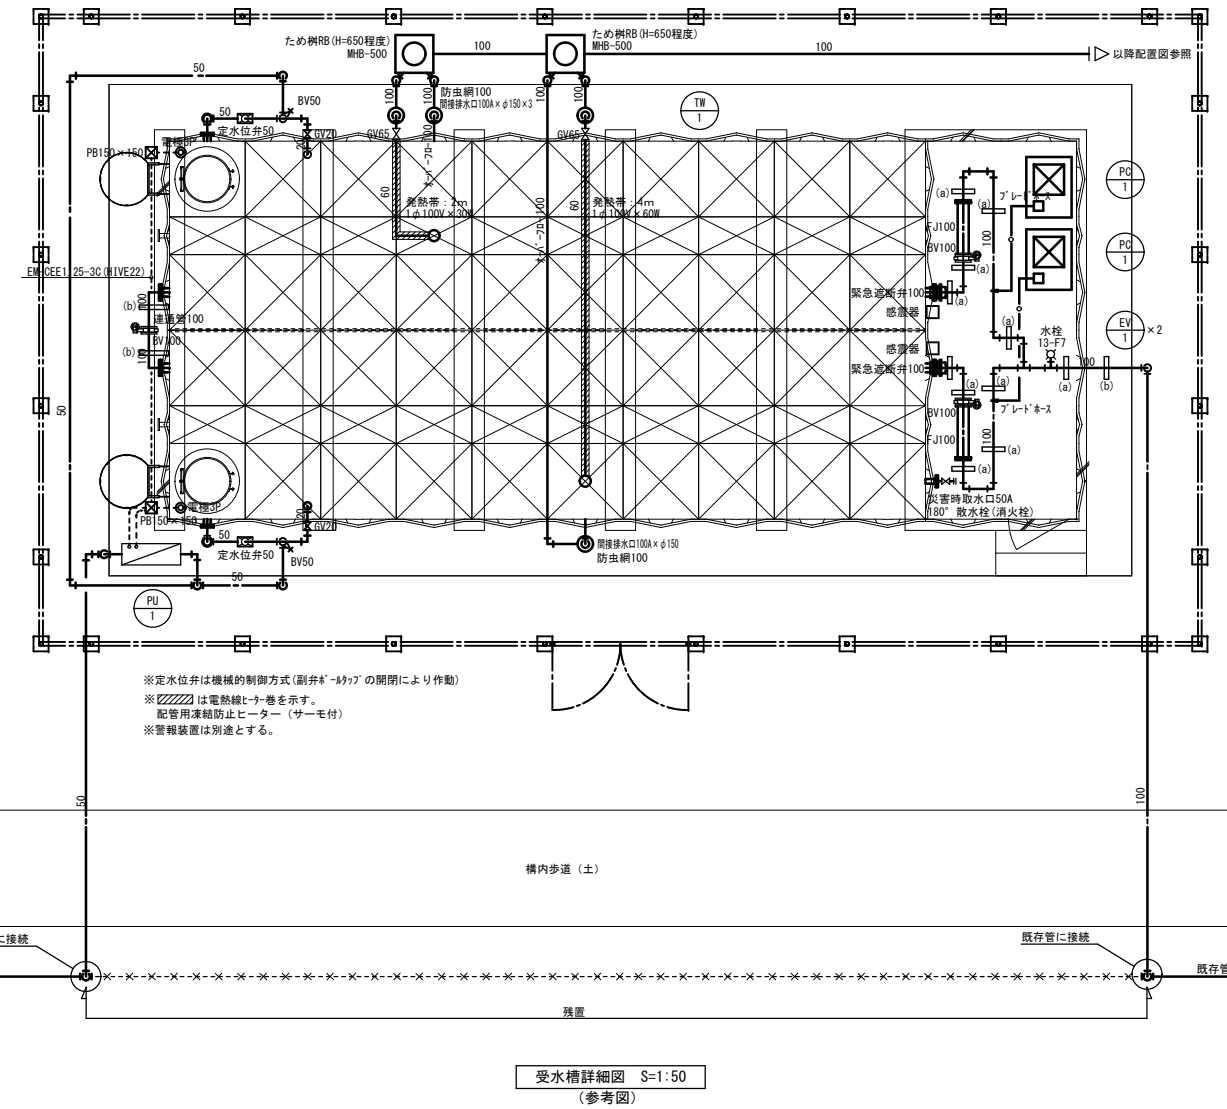 ため桝RB(H=650程度)
MHB-500
100
ため桝RB(H=650程度)
MHB-500
100
以降配置図参照
50
BV50
50
定水位弁50
GV20
20
100
100
防虫網100
間接排水口100A×φ150×3
100
100
TW
1
GV65
オーバーフロー100
GV65
電極3P
PB150×150
60
発熱帯:2m
1φ100V×30W
オーバーフロー100
60
発熱帯:4m
1φ100V×60W
(a)
(a)
ブレードホース
PC
1
FJ100
BV100
100
(a)
PC
1
EM-CEE1.25-3C(HIVE22)
(b)
100
連通管100
BV100
(b)
100
緊急遮断弁100
(a)
感震器
(a)
水栓
13-F7
EV
1
×2
感震器
緊急遮断弁100
(a)
(a)
100
(a)
(b)
50
BV100
ブレードホース
FJ100
100
(a)
(a)
災害時取水口50A
180° 散水栓(消火栓)
電極3P
PB150×150
20
GV20
50
定水位弁50
BV50
50
間接排水口100A×φ150
防虫網100
PU
1
※定水位弁は機械的制御方式(副弁ボールタップの開閉により作動)
※ は電熱線ヒーター巻を示す。
配管用凍結防止ヒーター(サーモ付)
※警報装置は別途とする。
50
100
構内歩道(土)
に接続
既存管に接続
既存管
残置
受水槽詳細図 S=1:50
(参考図)